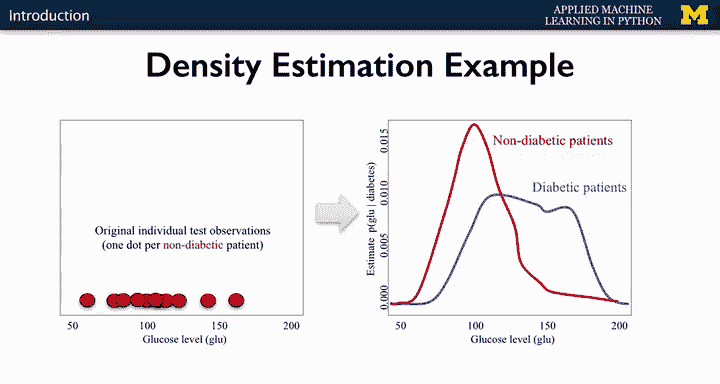 Introduction
APPLIED MACHINE
LEARNING IN PYTHON
M
Density Estimation Example
Original individual test observations
(one dot per non-diabetic patient)
50 100 150 200
Glucose level (glu)
Estimate p(glu | diabetes)
0.015
0.010
0.005
0.000
Non-diabetic patients
Diabetic patients
50 100 150 200
Glucose level (glu)